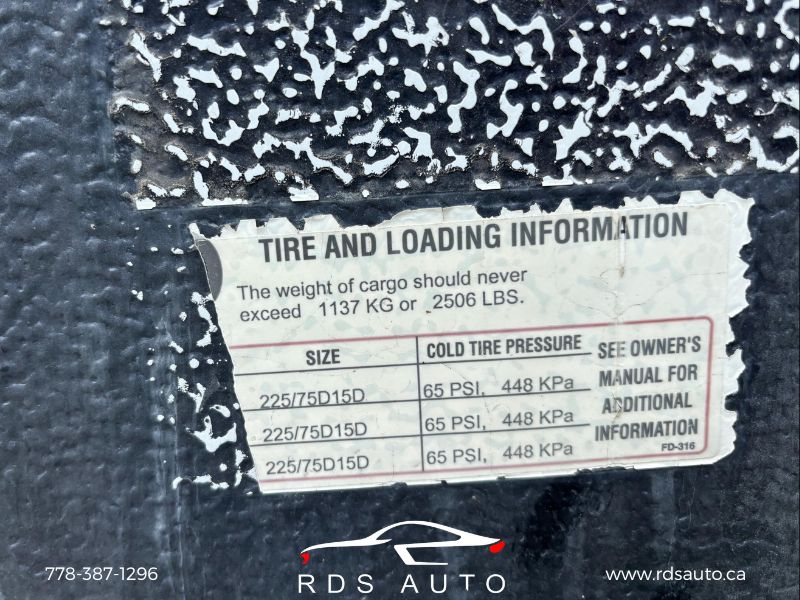 TIRE AND LOADING INFORMATION
The weight of cargo should never
exceed 1137 KG or 2506 LBS.
SIZE COLD TIRE PRESSURE SEE OWNER'S
225/75D15D 65 PSI, 448 KPa MANUAL FOR
225/75D15D 65 PSI, 448 KPa ADDITIONAL
225/75D15D 65 PSI, 448 KPa INFORMATION
FD-316
778-387-1296 RDS AUTO www.rdsauto.ca